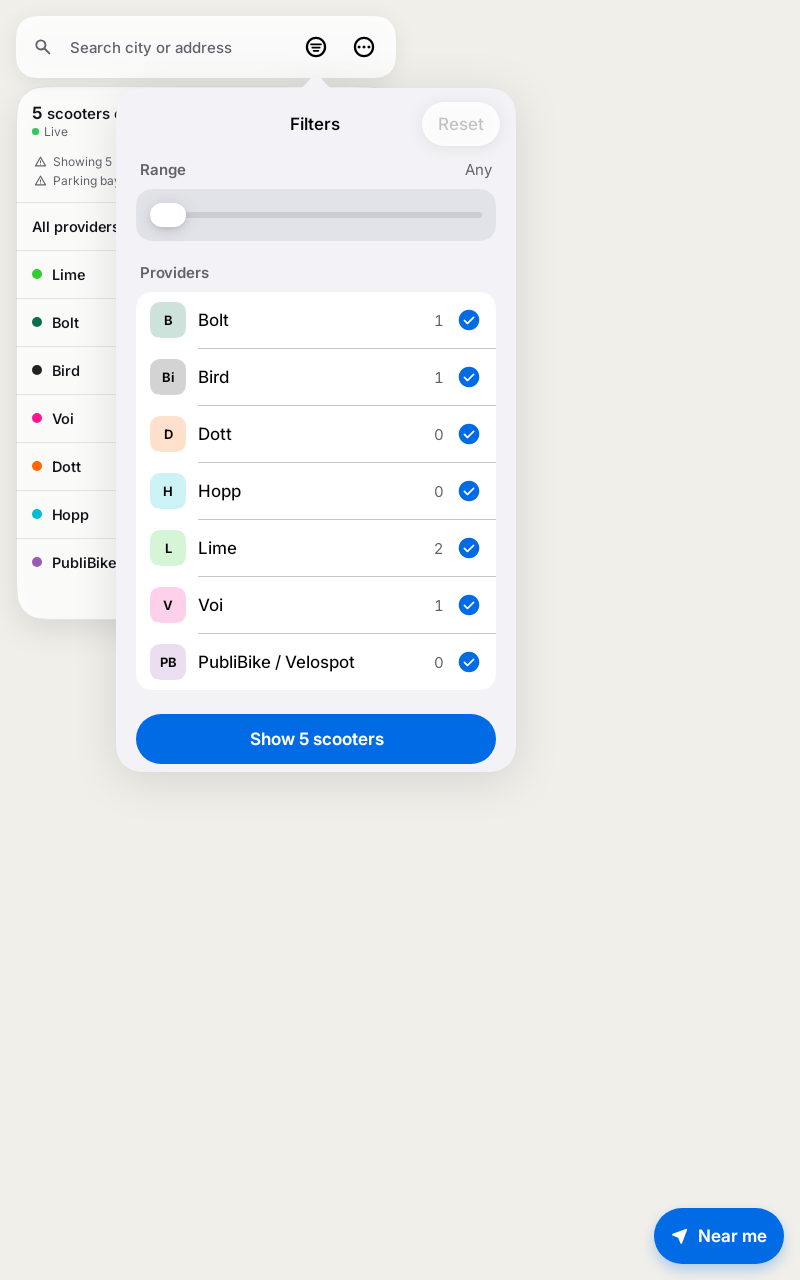 Search city or address
5 scooters
Live
Showing 5
Parking bay
All providers
Lime
Bolt
Bird
Voi
Dott
Hopp
PubliBike
Filters
Reset
Range
Any
Providers
B Bolt 1
Bi Bird 1
D Dott 0
H Hopp 0
L Lime 2
V Voi 1
PB PubliBike / Velospot 0
Show 5 scooters
Near me